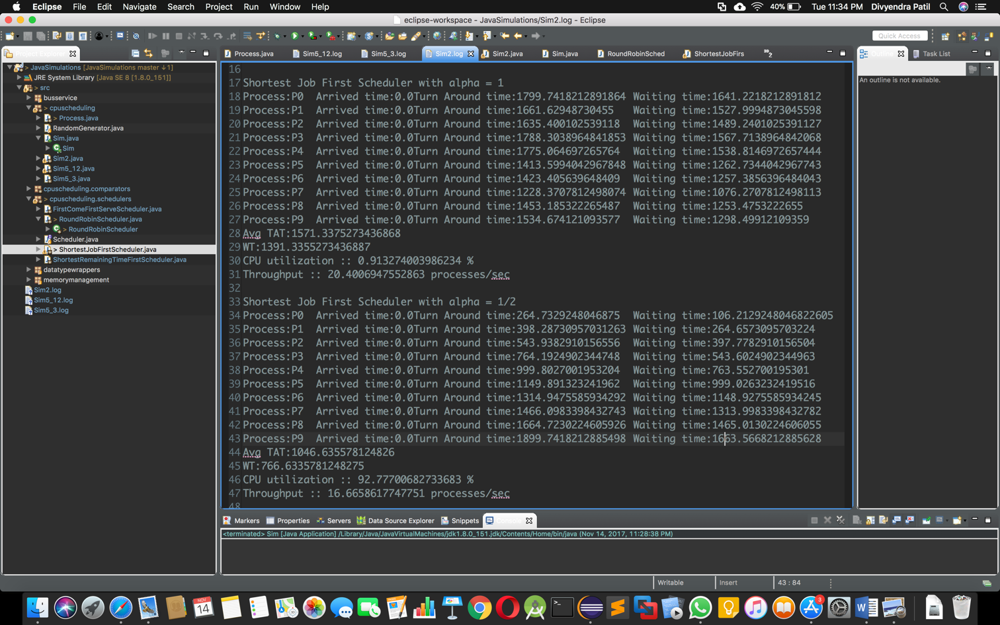 Eclipse File Edit Navigate Search Project Run Window Help 40% Tue 11:34 PM Divyendra Patil
eclipse-workspace - JavaSimulations/Sim2.log - Eclipse
Quick Access
Process.java Sim5_12.log Sim5_3.log Sim2.log Sim2.java Sim.java RoundRobinSched ShortestJobFirs »2 Task List
> JavaSimulations [JavaSimulations master ↓1]
JRE System Library [Java SE 8 [1.8.0_151]]
> src
busservice
> cpuscheduling
> Process.java
RandomGenerator.java
Sim.java
Sim
Sim2.java
Sim5_12.java
Sim5_3.java
cpuscheduling.comparators
> cpuscheduling.schedulers
FirstComeFirstServeScheduler.java
> RoundRobinScheduler.java
> RoundRobinScheduler
Scheduler.java
> ShortestJobFirstScheduler.java
ShortestRemainingTimeFirstScheduler.java
datatypewrappers
memorymanagement
Sim2.log
Sim5_12.log
Sim5_3.log
16
17 Shortest Job First Scheduler with alpha = 1
18 Process:P0 Arrived time:0.0Turn Around time:1799.7418212891864 Waiting time:1641.2218212891812
19 Process:P1 Arrived time:0.0Turn Around time:1661.62948730455 Waiting time:1527.9994873045598
20 Process:P2 Arrived time:0.0Turn Around time:1635.400102539118 Waiting time:1489.2401025391127
21 Process:P3 Arrived time:0.0Turn Around time:1788.3038964841853 Waiting time:1567.7138964842068
22 Process:P4 Arrived time:0.0Turn Around time:1775.064697265764 Waiting time:1538.8146972657444
23 Process:P5 Arrived time:0.0Turn Around time:1413.5994042967848 Waiting time:1262.7344042967743
24 Process:P6 Arrived time:0.0Turn Around time:1423.405639648409 Waiting time:1257.3856396484043
25 Process:P7 Arrived time:0.0Turn Around time:1228.3707812498074 Waiting time:1076.2707812498113
26 Process:P8 Arrived time:0.0Turn Around time:1453.185322265487 Waiting time:1253.4753222655
27 Process:P9 Arrived time:0.0Turn Around time:1534.674121093577 Waiting time:1298.49912109359
28 Avg TAT:1571.3375273436868
29 WT:1391.3355273436887
30 CPU utilization :: 0.913274003986234 %
31 Throughput :: 20.4006947552863 processes/sec
32
33 Shortest Job First Scheduler with alpha = 1/2
34 Process:P0 Arrived time:0.0Turn Around time:264.7329248046875 Waiting time:106.2129248046822605
35 Process:P1 Arrived time:0.0Turn Around time:398.28730957031263 Waiting time:264.6573095703224
36 Process:P2 Arrived time:0.0Turn Around time:543.9382910156556 Waiting time:397.7782910156504
37 Process:P3 Arrived time:0.0Turn Around time:764.1924902344748 Waiting time:543.6024902344963
38 Process:P4 Arrived time:0.0Turn Around time:999.8027001953204 Waiting time:763.552700195301
39 Process:P5 Arrived time:0.0Turn Around time:1149.891323241962 Waiting time:999.0263232419516
40 Process:P6 Arrived time:0.0Turn Around time:1314.9475585934292 Waiting time:1148.9275585934245
41 Process:P7 Arrived time:0.0Turn Around time:1466.0983398432743 Waiting time:1313.9983398432782
42 Process:P8 Arrived time:0.0Turn Around time:1664.7230224605926 Waiting time:1465.0130224606055
43 Process:P9 Arrived time:0.0Turn Around time:1899.7418212885498 Waiting time:1663.5668212885628
44 Avg TAT:1046.635578124826
45 WT:766.6335781248275
46 CPU utilization :: 92.77700682733683 %
47 Throughput :: 16.6658617747751 processes/sec
48
An outline is not available.
Markers Properties Servers Data Source Explorer Snippets Console
<terminated> Sim [Java Application] /Library/Java/JavaVirtualMachines/jdk1.8.0_151.jdk/Contents/Home/bin/java (Nov 14, 2017, 11:28:38 PM)
Writable Insert 43 : 84
NOV
14
3